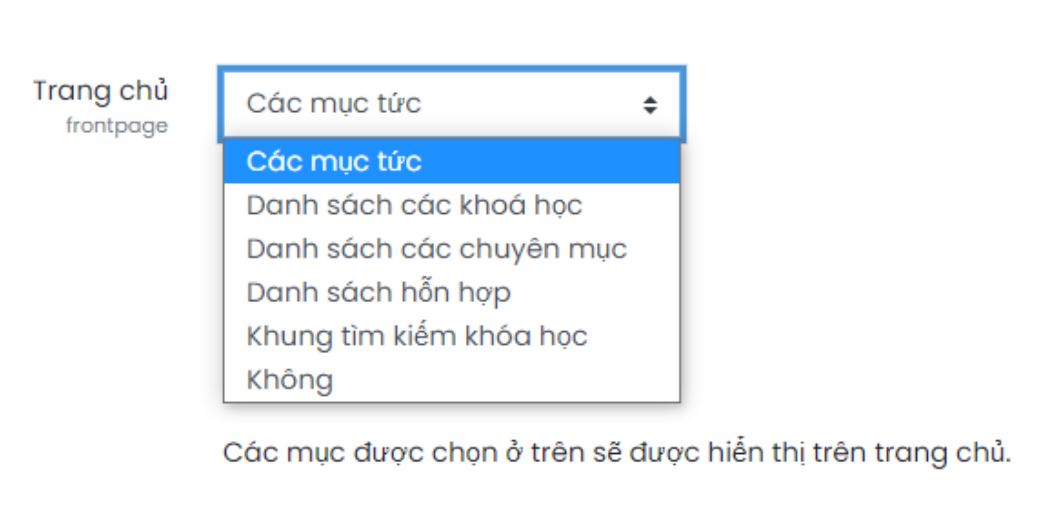 Trang chủ
frontpage
Các mục tức
Các mục tức
Danh sách các khoá học
Danh sách các chuyên mục
Danh sách hỗn hợp
Khung tìm kiếm khóa học
Không
Các mục được chọn ở trên sẽ được hiển thị trên trang chủ.